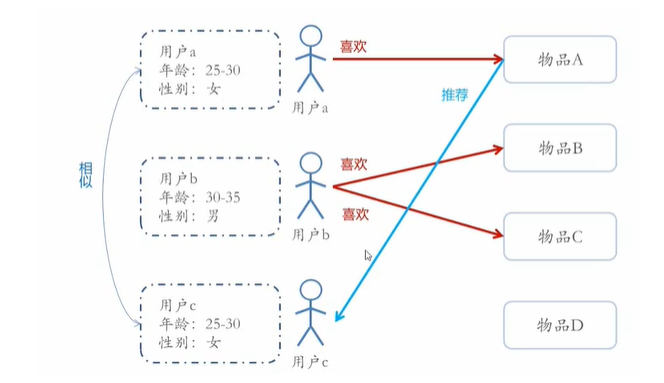 用户a
年龄：25-30
性别：女
用户a
喜欢
物品A
推荐
相似
用户b
年龄：30-35
性别：男
用户b
喜欢
喜欢
物品B
物品C
用户c
年龄：25-30
性别：女
用户c
物品D